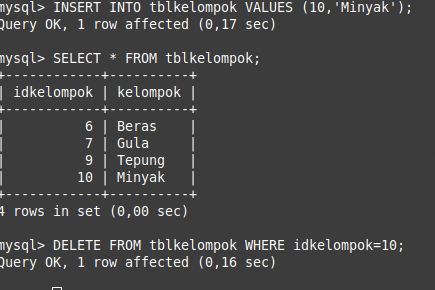 mysql> INSERT INTO tblkelompok VALUES (10,'Minyak');
Query OK, 1 row affected (0,17 sec)
mysql> SELECT * FROM tblkelompok;
+------------+----------+
| idkelompok | kelompok |
+------------+----------+
|          6 | Beras    |
|          7 | Gula     |
|          9 | Tepung   |
|         10 | Minyak   |
+------------+----------+
4 rows in set (0,00 sec)
mysql> DELETE FROM tblkelompok WHERE idkelompok=10;
Query OK, 1 row affected (0,16 sec)